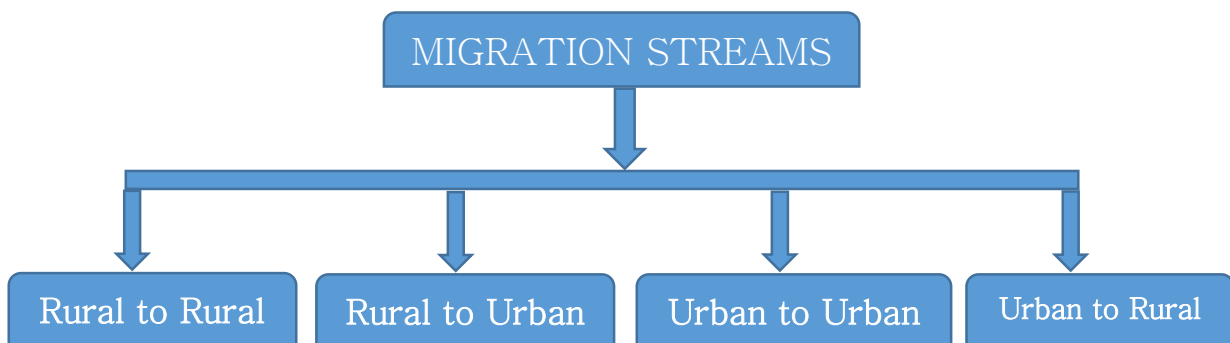 MIGRATION STREAMS
Rural to Rural
Rural to Urban
Urban to Urban
Urban to Rural